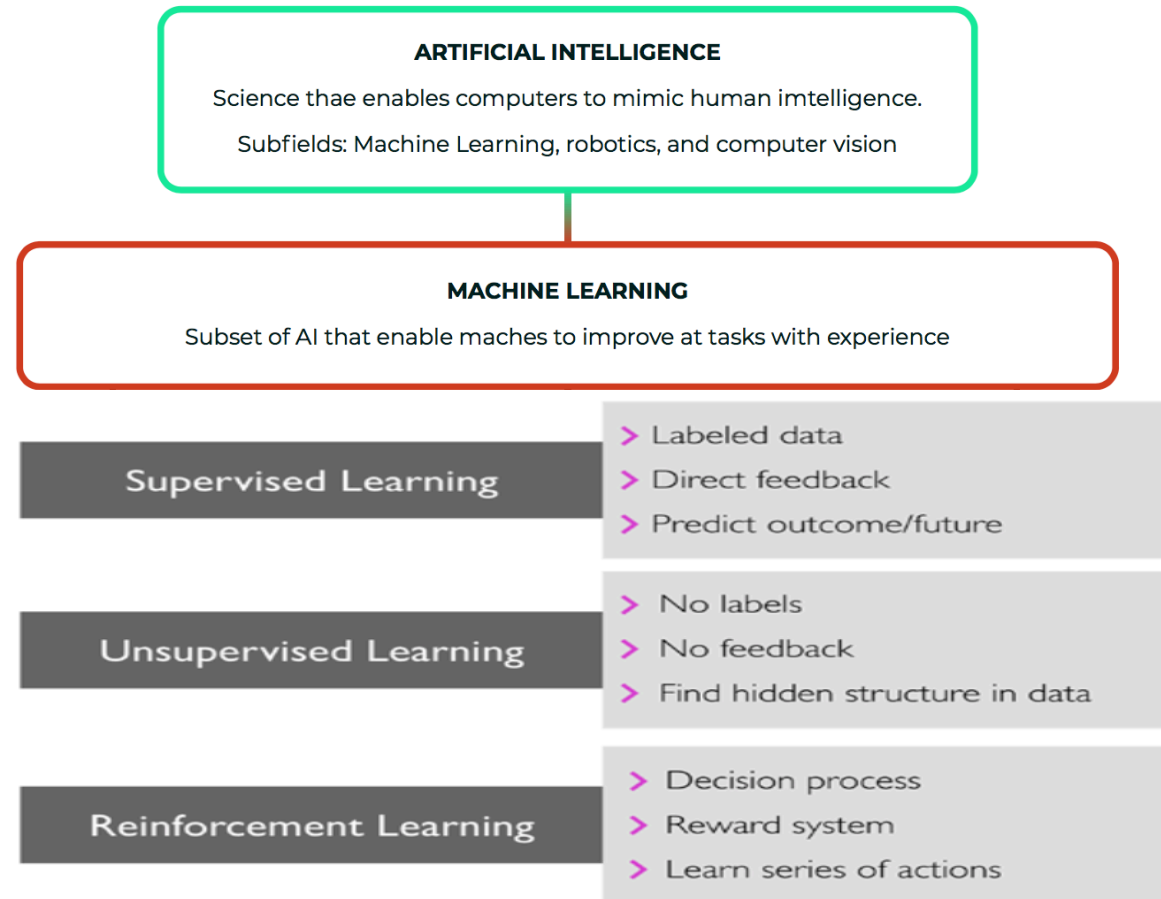 ARTIFICIAL INTELLIGENCE
Science thae enables computers to mimic human imtelligence.
Subfields: Machine Learning, robotics, and computer vision
MACHINE LEARNING
Subset of AI that enable maches to improve at tasks with experience
Supervised Learning
> Labeled data
> Direct feedback
> Predict outcome/future
Unsupervised Learning
> No labels
> No feedback
> Find hidden structure in data
Reinforcement Learning
> Decision process
> Reward system
> Learn series of actions